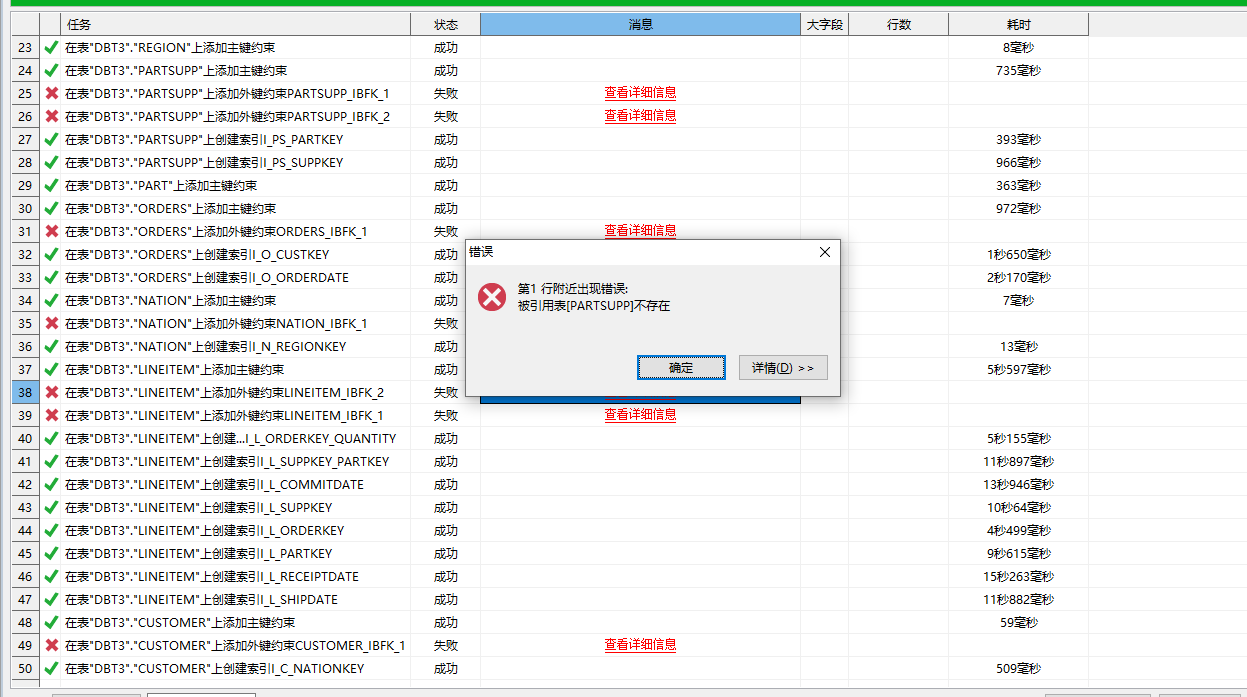 任务 状态 消息 大字段 行数 耗时
23 在表"DBT3"."REGION"上添加主键约束 成功 8毫秒
24 在表"DBT3"."PARTSUPP"上添加主键约束 成功 735毫秒
25 在表"DBT3"."PARTSUPP"上添加外键约束PARTSUPP_IBFK_1 失败 查看详细信息
26 在表"DBT3"."PARTSUPP"上添加外键约束PARTSUPP_IBFK_2 失败 查看详细信息
27 在表"DBT3"."PARTSUPP"上创建索引I_PS_PARTKEY 成功 393毫秒
28 在表"DBT3"."PARTSUPP"上创建索引I_PS_SUPPKEY 成功 966毫秒
29 在表"DBT3"."PART"上添加主键约束 成功 363毫秒
30 在表"DBT3"."ORDERS"上添加主键约束 成功 972毫秒
31 在表"DBT3"."ORDERS"上添加外键约束ORDERS_IBFK_1 失败 查看详细信息
32 在表"DBT3"."ORDERS"上创建索引I_O_CUSTKEY 成功 1秒650毫秒
33 在表"DBT3"."ORDERS"上创建索引I_O_ORDERDATE 成功 2秒170毫秒
34 在表"DBT3"."NATION"上添加主键约束 成功 7毫秒
35 在表"DBT3"."NATION"上添加外键约束NATION_IBFK_1 失败
36 在表"DBT3"."NATION"上创建索引I_N_REGIONKEY 成功 13毫秒
37 在表"DBT3"."LINEITEM"上添加主键约束 成功 5秒597毫秒
38 在表"DBT3"."LINEITEM"上添加外键约束LINEITEM_IBFK_2 失败
39 在表"DBT3"."LINEITEM"上添加外键约束LINEITEM_IBFK_1 失败 查看详细信息
40 在表"DBT3"."LINEITEM"上创建...I_L_ORDERKEY_QUANTITY 成功 5秒155毫秒
41 在表"DBT3"."LINEITEM"上创建索引I_L_SUPPKEY_PARTKEY 成功 11秒897毫秒
42 在表"DBT3"."LINEITEM"上创建索引I_L_COMMITDATE 成功 13秒946毫秒
43 在表"DBT3"."LINEITEM"上创建索引I_L_SUPPKEY 成功 10秒64毫秒
44 在表"DBT3"."LINEITEM"上创建索引I_L_ORDERKEY 成功 4秒499毫秒
45 在表"DBT3"."LINEITEM"上创建索引I_L_PARTKEY 成功 9秒615毫秒
46 在表"DBT3"."LINEITEM"上创建索引I_L_RECEIPTDATE 成功 15秒263毫秒
47 在表"DBT3"."LINEITEM"上创建索引I_L_SHIPDATE 成功 11秒882毫秒
48 在表"DBT3"."CUSTOMER"上添加主键约束 成功 59毫秒
49 在表"DBT3"."CUSTOMER"上添加外键约束CUSTOMER_IBFK_1 失败 查看详细信息
50 在表"DBT3"."CUSTOMER"上创建索引I_C_NATIONKEY 成功 509毫秒
错误
第1 行附近出现错误:
被引用表[PARTSUPP]不存在
确定 详情(D) >>